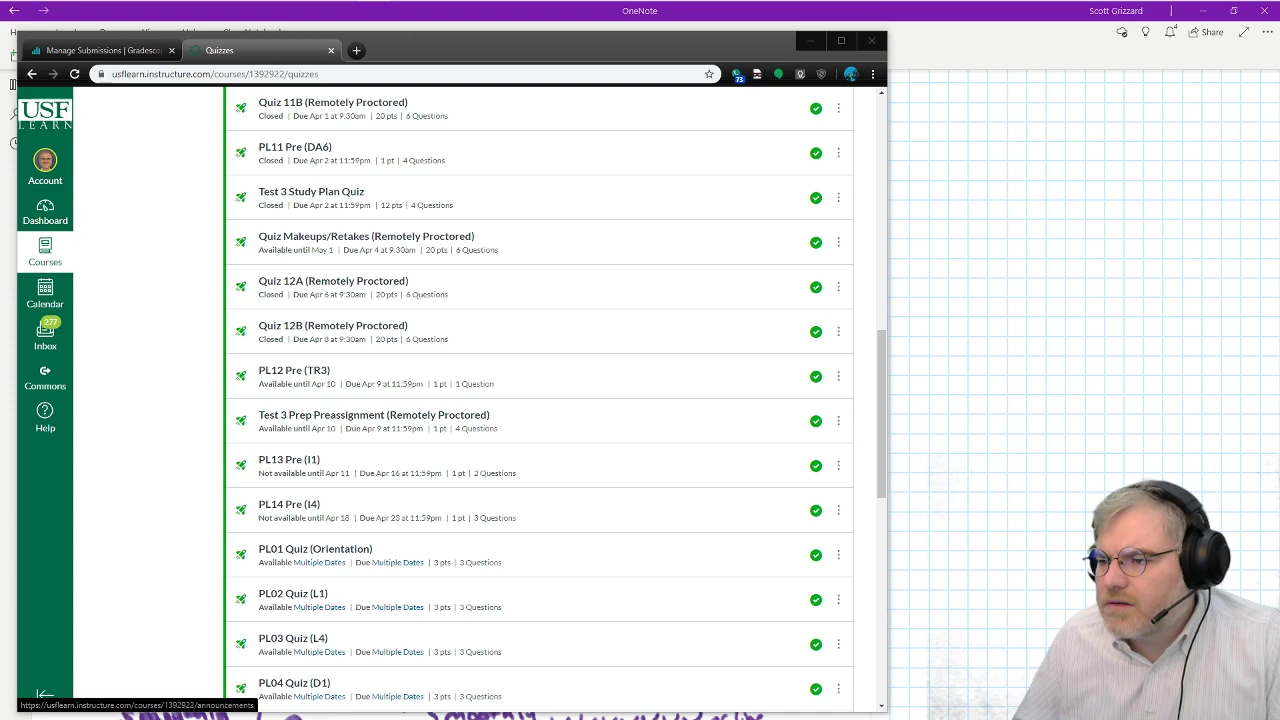 OneNote
Scott Grizzard
Share
Manage Submissions | Gradesco
Quizzes
usflearn.instructure.com/courses/1392922/quizzes
73
USF
LEARN
Account
Dashboard
Courses
Calendar
277
Inbox
Commons
Help
Quiz 11B (Remotely Proctored)
Closed | Due Apr 1 at 9:30am | 20 pts | 6 Questions
PL11 Pre (DA6)
Closed | Due Apr 2 at 11:59pm | 1 pt | 4 Questions
Test 3 Study Plan Quiz
Closed | Due Apr 2 at 11:59pm | 12 pts | 4 Questions
Quiz Makeups/Retakes (Remotely Proctored)
Available until May 1 | Due Apr 4 at 9:30am | 20 pts | 6 Questions
Quiz 12A (Remotely Proctored)
Closed | Due Apr 6 at 9:30am | 20 pts | 6 Questions
Quiz 12B (Remotely Proctored)
Closed | Due Apr 8 at 9:30am | 20 pts | 6 Questions
PL12 Pre (TR3)
Available until Apr 10 | Due Apr 9 at 11:59pm | 1 pt | 1 Question
Test 3 Prep Preassignment (Remotely Proctored)
Available until Apr 10 | Due Apr 9 at 11:59pm | 1 pt | 4 Questions
PL13 Pre (I1)
Not available until Apr 11 | Due Apr 16 at 11:59pm | 1 pt | 2 Questions
PL14 Pre (I4)
Not available until Apr 18 | Due Apr 23 at 11:59pm | 1 pt | 3 Questions
PL01 Quiz (Orientation)
Available Multiple Dates | Due Multiple Dates | 3 pts | 3 Questions
PL02 Quiz (L1)
Available Multiple Dates | Due Multiple Dates | 3 pts | 3 Questions
PL03 Quiz (L4)
Available Multiple Dates | Due Multiple Dates | 3 pts | 3 Questions
PL04 Quiz (D1)
Available Multiple Dates | Due Multiple Dates | 3 pts | 3 Questions
https://usflearn.instructure.com/courses/1392922/announcements